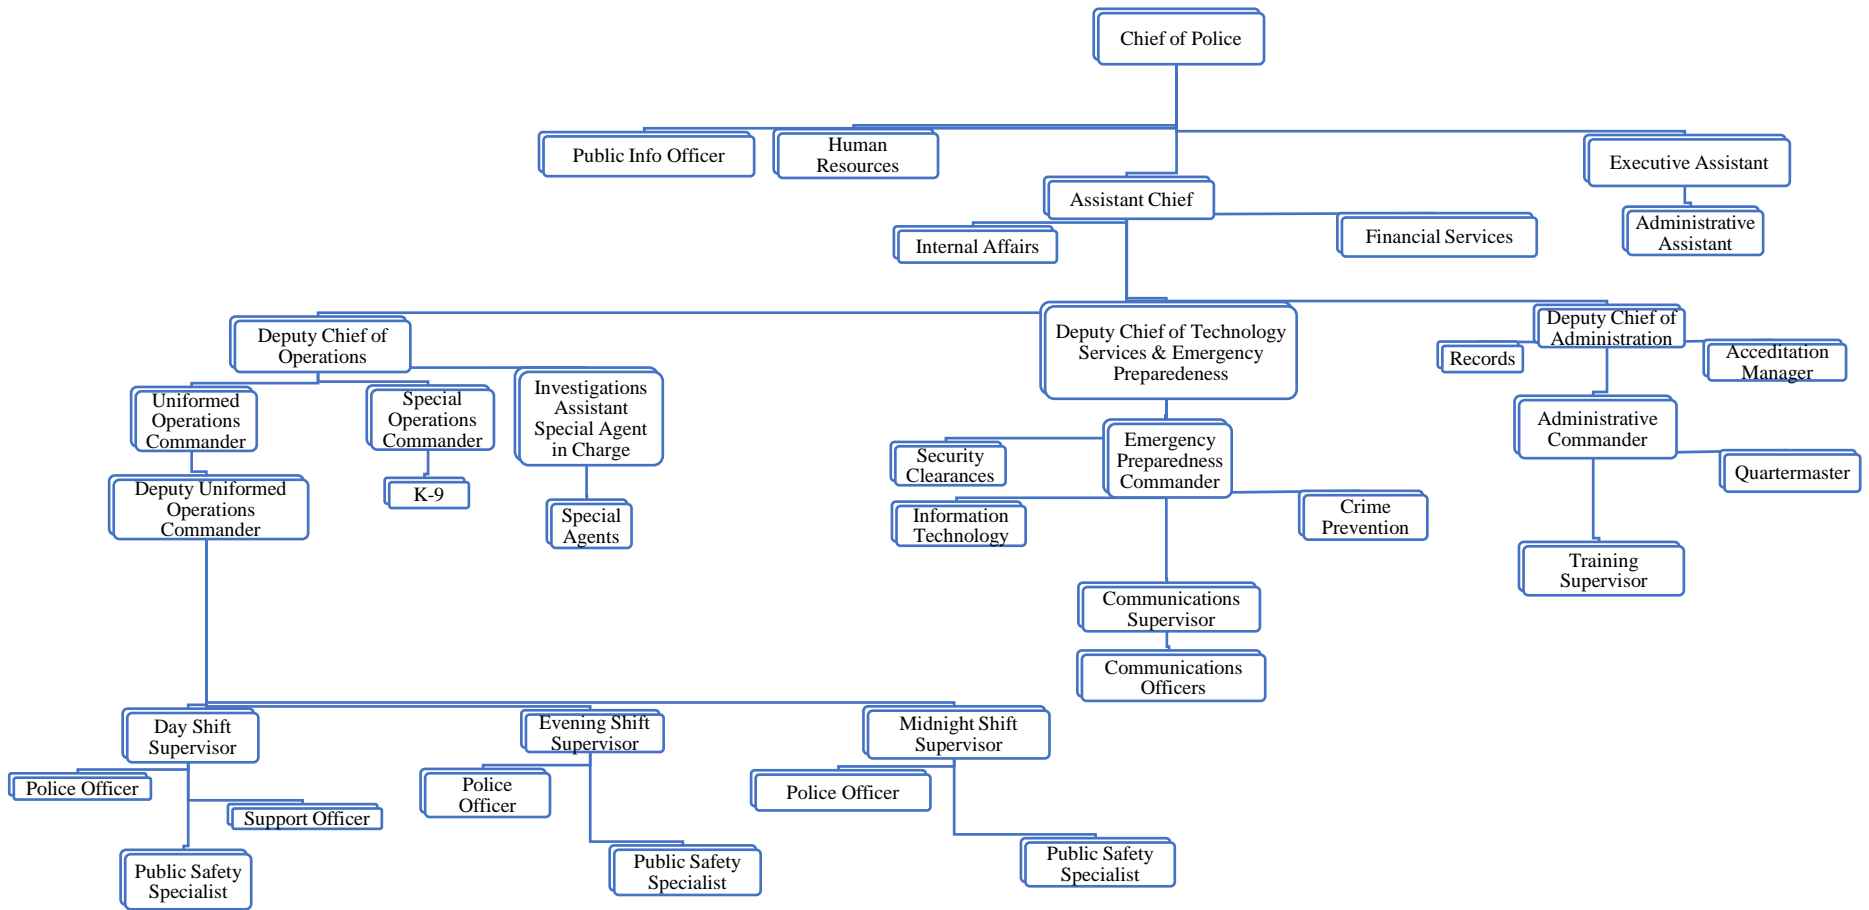 Chief of Police
Public Info Officer
Human
Resources
Executive Assistant
Assistant Chief
Administrative
Assistant
Internal Affairs
Financial Services
Deputy Chief of
Operations
Deputy Chief of Technology
Services & Emergency
Preparedeness
Deputy Chief of
Administration
Records
Acceditation
Manager
Uniformed
Operations
Commander
Special
Operations
Commander
Investigations
Assistant
Special Agent
in Charge
Administrative
Commander
Emergency
Preparedness
Commander
Security
Clearances
Quartermaster
Deputy Uniformed
Operations
Commander
K-9
Special
Agents
Information
Technology
Crime
Prevention
Training
Supervisor
Communications
Supervisor
Communications
Officers
Day Shift
Supervisor
Evening Shift
Supervisor
Midnight Shift
Supervisor
Police Officer
Support Officer
Public Safety
Specialist
Police
Officer
Public Safety
Specialist
Police Officer
Public Safety
Specialist